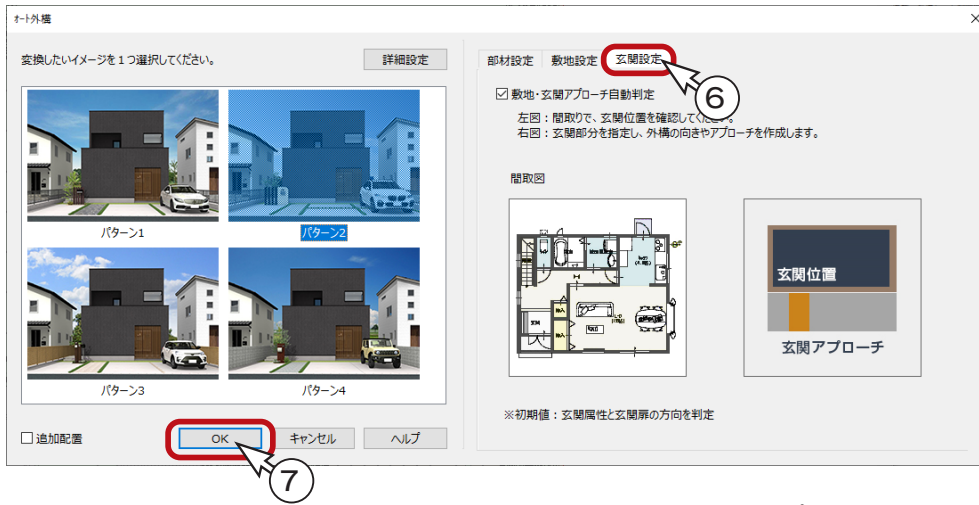 オート外構
変換したいイメージを1つ選択してください。
詳細設定
パターン1
パターン2
パターン3
パターン4
追加配置
OK
キャンセル
ヘルプ
⑦
部材設定
敷地設定
玄関設定
⑥
敷地・玄関アプローチ自動判定
左図：間取りで、玄関位置を確認してください。
右図：玄関部分を指定し、外構の向きやアプローチを作成します。
間取図
玄関位置
玄関アプローチ
※初期値：玄関属性と玄関扉の方向を判定